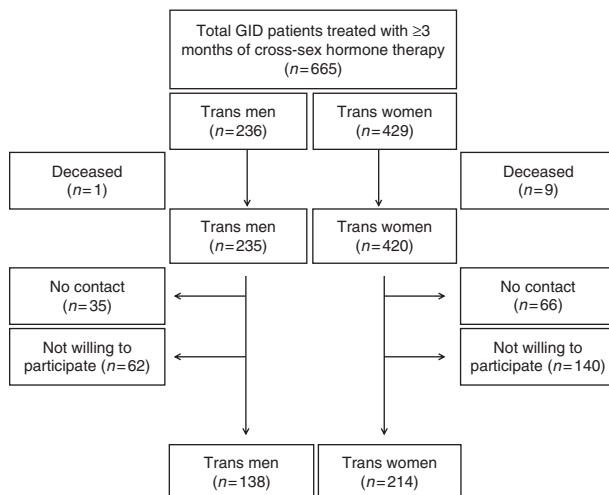 Total GID patients treated with ≥3
months of cross-sex hormone therapy
(n=665)
Trans men
(n=236)
Trans women
(n=429)
Deceased
(n=1)
Deceased
(n=9)
Trans men
(n=235)
Trans women
(n=420)
No contact
(n=35)
No contact
(n=66)
Not willing to
participate (n=62)
Not willing to
participate (n=140)
Trans men
(n=138)
Trans women
(n=214)